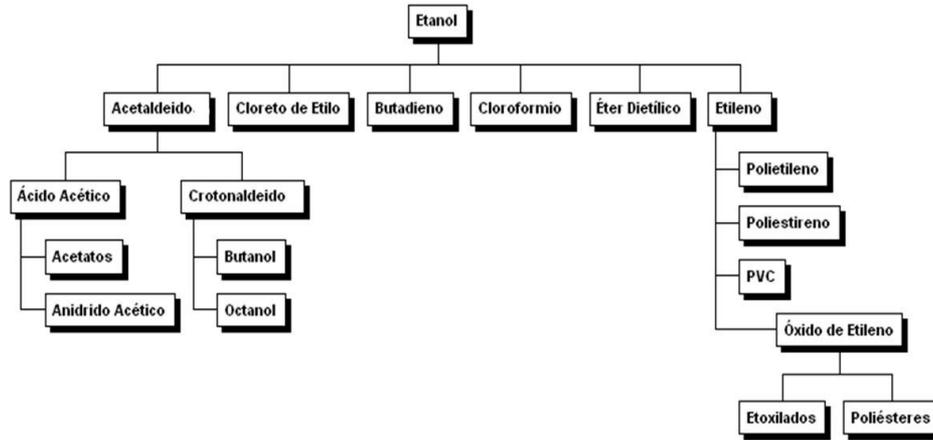 Etanol
Acetaldeido.
Cloreto de Etilo
Butadieno
Cloroformio
Éter Dietílico
Etileno
Ácido Acético
Crotonaldeido
Acetatos
Anidrido Acético
Butanol
Octanol
Polietileno
Poliestireno
PVC
Óxido de Etileno
Etoxilados
Poliésteres